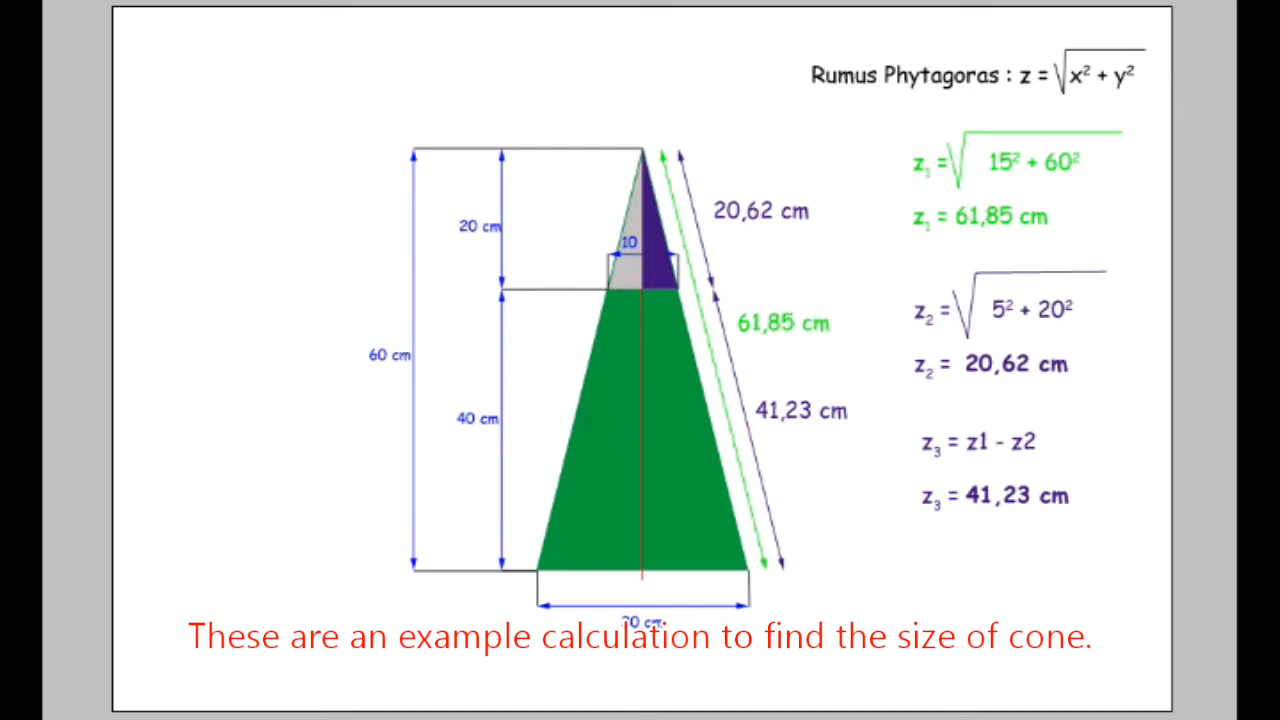 Rumus Phytagoras : z = √x² + y²
z₁ = √15² + 60²
z₁ = 61,85 cm
20 cm
20,62 cm
10
z₂ = √5² + 20²
61,85 cm
60 cm
z₂ = 20,62 cm
40 cm
41,23 cm
z₃ = z1 - z2
z₃ = 41,23 cm
These are an example calculation to find the size of cone.